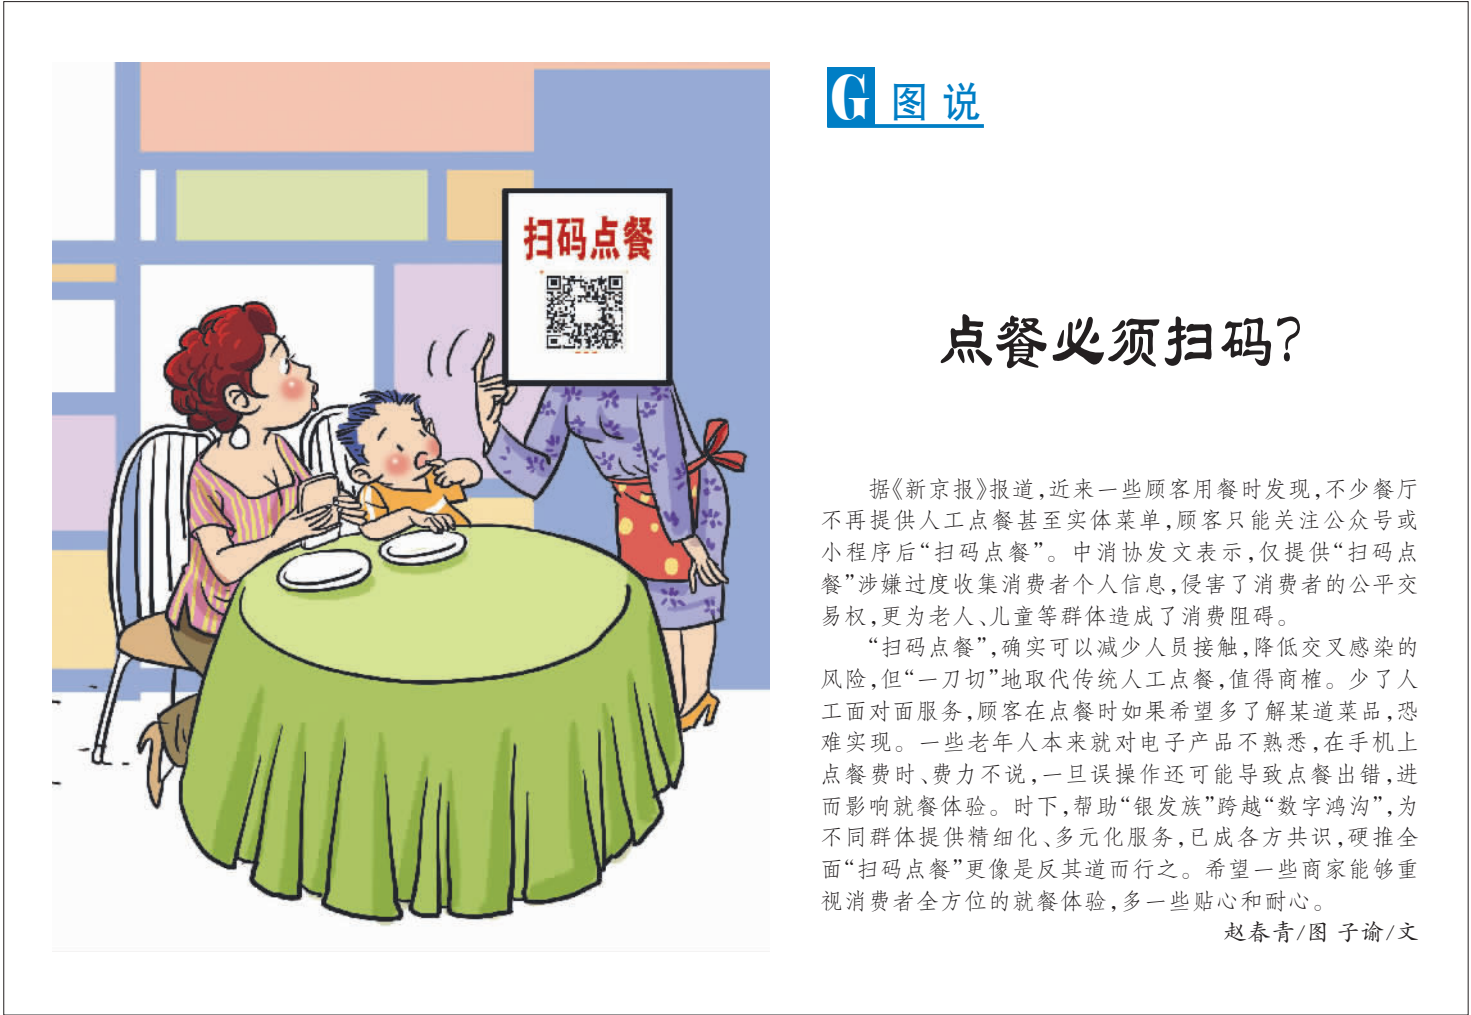 扫码点餐
G 图说
点餐必须扫码？
据《新京报》报道，近来一些顾客用餐时发现，不少餐厅
不再提供人工点餐甚至实体菜单，顾客只能关注公众号或
小程序后“扫码点餐”。中消协发文表示，仅提供“扫码点
餐”涉嫌过度收集消费者个人信息，侵害了消费者的公平交
易权，更为老人、儿童等群体造成了消费阻碍。
“扫码点餐”，确实可以减少人员接触，降低交叉感染的
风险，但“一刀切”地取代传统人工点餐，值得商榷。少了人
工面对面服务，顾客在点餐时如果希望多了解某道菜品，恐
难实现。一些老年人本来就对电子产品不熟悉，在手机上
点餐费时、费力不说，一旦误操作还可能导致点餐出错，进
而影响就餐体验。时下，帮助“银发族”跨越“数字鸿沟”，为
不同群体提供精细化、多元化服务，已成各方共识，硬推全
面“扫码点餐”更像是反其道而行之。希望一些商家能够重
视消费者全方位的就餐体验，多一些贴心和耐心。
赵春青/图 子谕/文